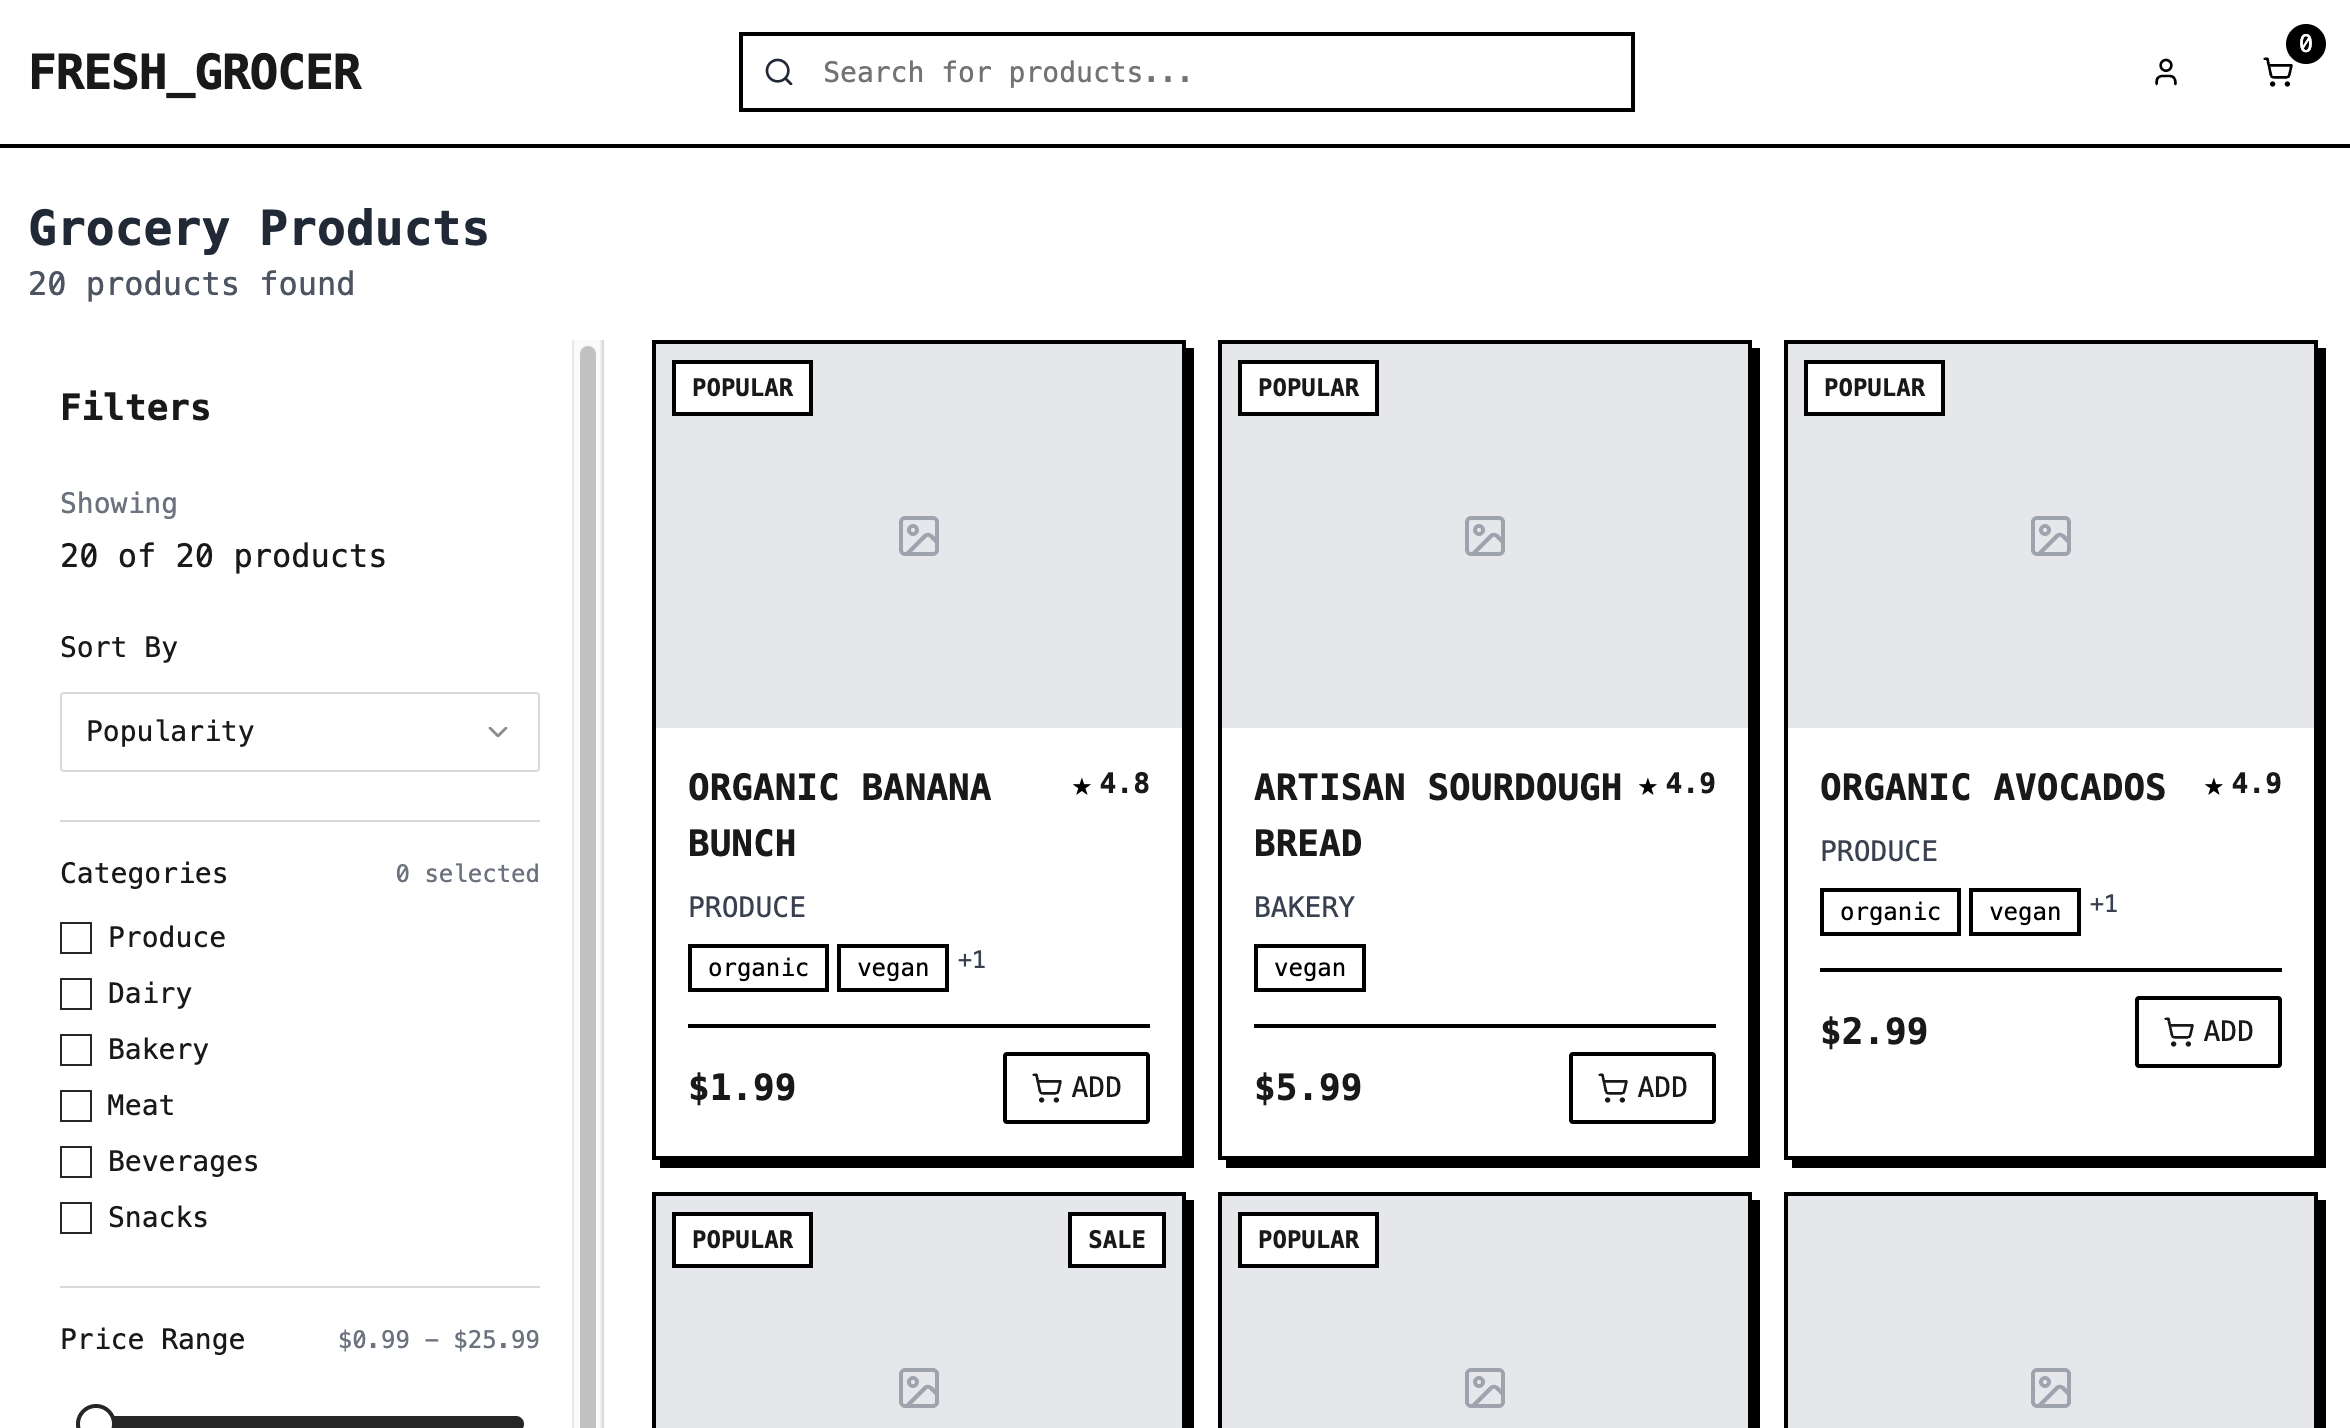 FRESH_GROCER
Search for products...
0
Grocery Products
20 products found
Filters
Showing
20 of 20 products
Sort By
Popularity
Categories
0 selected
Produce
Dairy
Bakery
Meat
Beverages
Snacks
Price Range
$0.99 – $25.99
POPULAR
ORGANIC BANANA
BUNCH
★ 4.8
PRODUCE
organic
vegan
+1
$1.99
ADD
POPULAR
ARTISAN SOURDOUGH
BREAD
★ 4.9
BAKERY
vegan
$5.99
ADD
POPULAR
ORGANIC AVOCADOS
★ 4.9
PRODUCE
organic
vegan
+1
$2.99
ADD
POPULAR
SALE
POPULAR